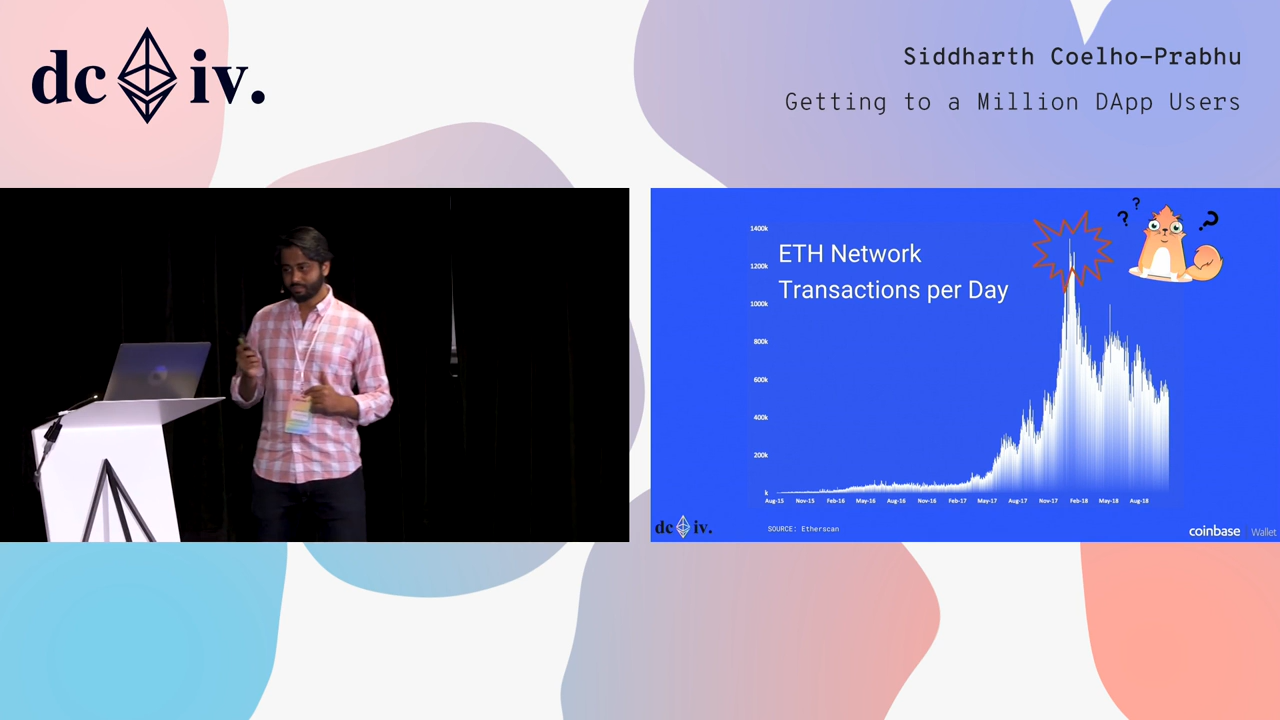 dc iv.
Siddharth Coelho-Prabhu
Getting to a Million DApp Users
ETH Network
Transactions per Day
? ? ?
1400k
1200k
1000k
800k
600k
400k
200k
k
Aug-15 Nov-15 Feb-16 May-16 Aug-16 Nov-16 Feb-17 May-17 Aug-17 Nov-17 Feb-18 May-18 Aug-18
SOURCE: Etherscan
dc iv.
coinbase Wallet